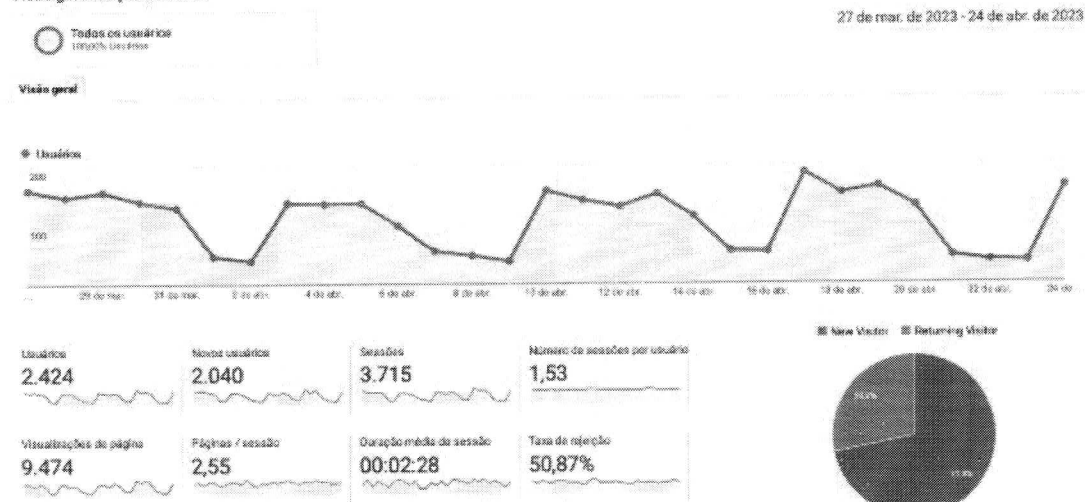 27 de mar. de 2023 - 24 de abr. de 2023
Todos os usuários
100,00% Usuários
Visão geral
Usuários
200
100
29 de mar.
31 de mar.
2 de abr.
4 de abr.
6 de abr.
8 de abr.
10 de abr.
12 de abr.
14 de abr.
16 de abr.
18 de abr.
20 de abr.
22 de abr.
24 de
New Visitor
Returning Visitor
Usuários
2.424
Novos usuários
2.040
Sessões
3.715
Número de sessões por usuário
1,53
Visualizações de página
9.474
Páginas / sessão
2,55
Duração média da sessão
00:02:28
Taxa de rejeição
50,87%